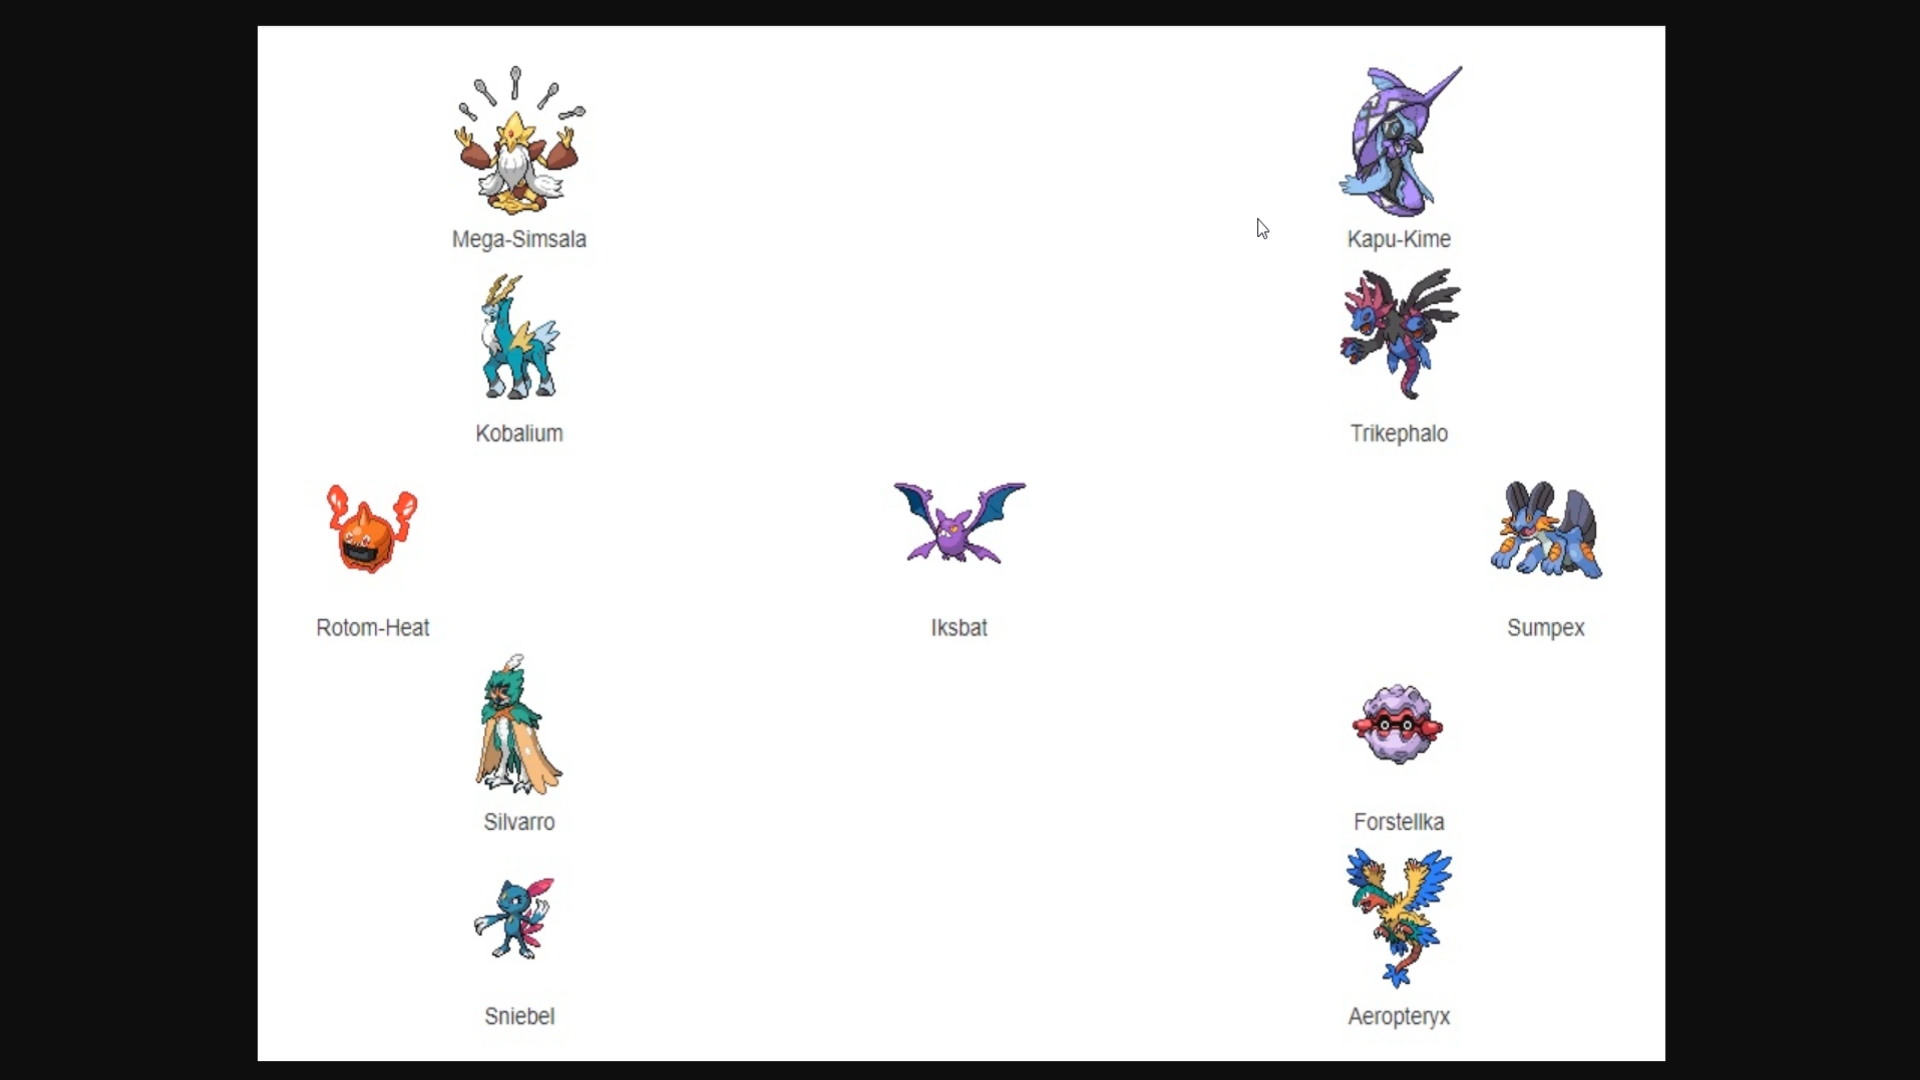 Mega-Simsala
Kapu-Kime
Kobalium
Trikephalo
Rotom-Heat
Iksbat
Sumpex
Silvarro
Forstellka
Sniebel
Aeropteryx